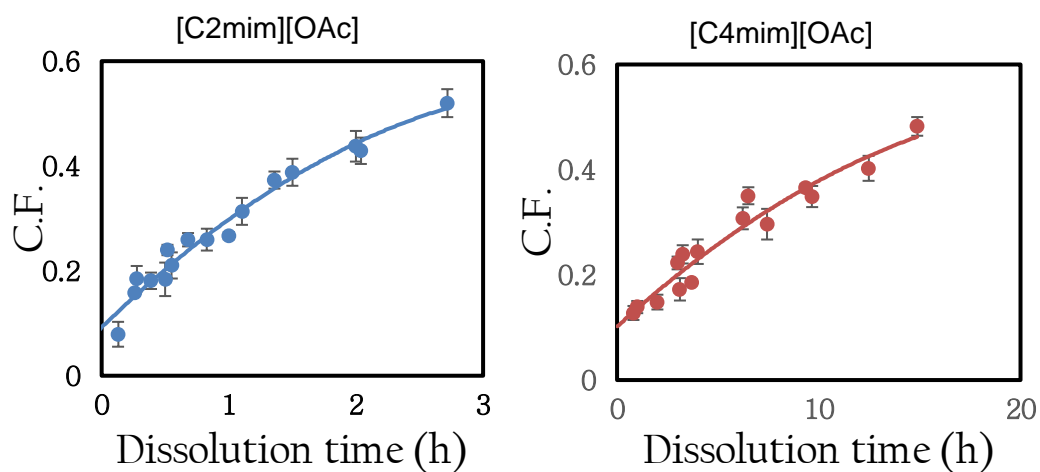 [C2mim][OAc]
0.6
0.4
0.2
0
C.F.
0 1 2 3
Dissolution time (h)
[C4mim][OAc]
0.6
0.4
0.2
0
C.F.
0 10 20
Dissolution time (h)